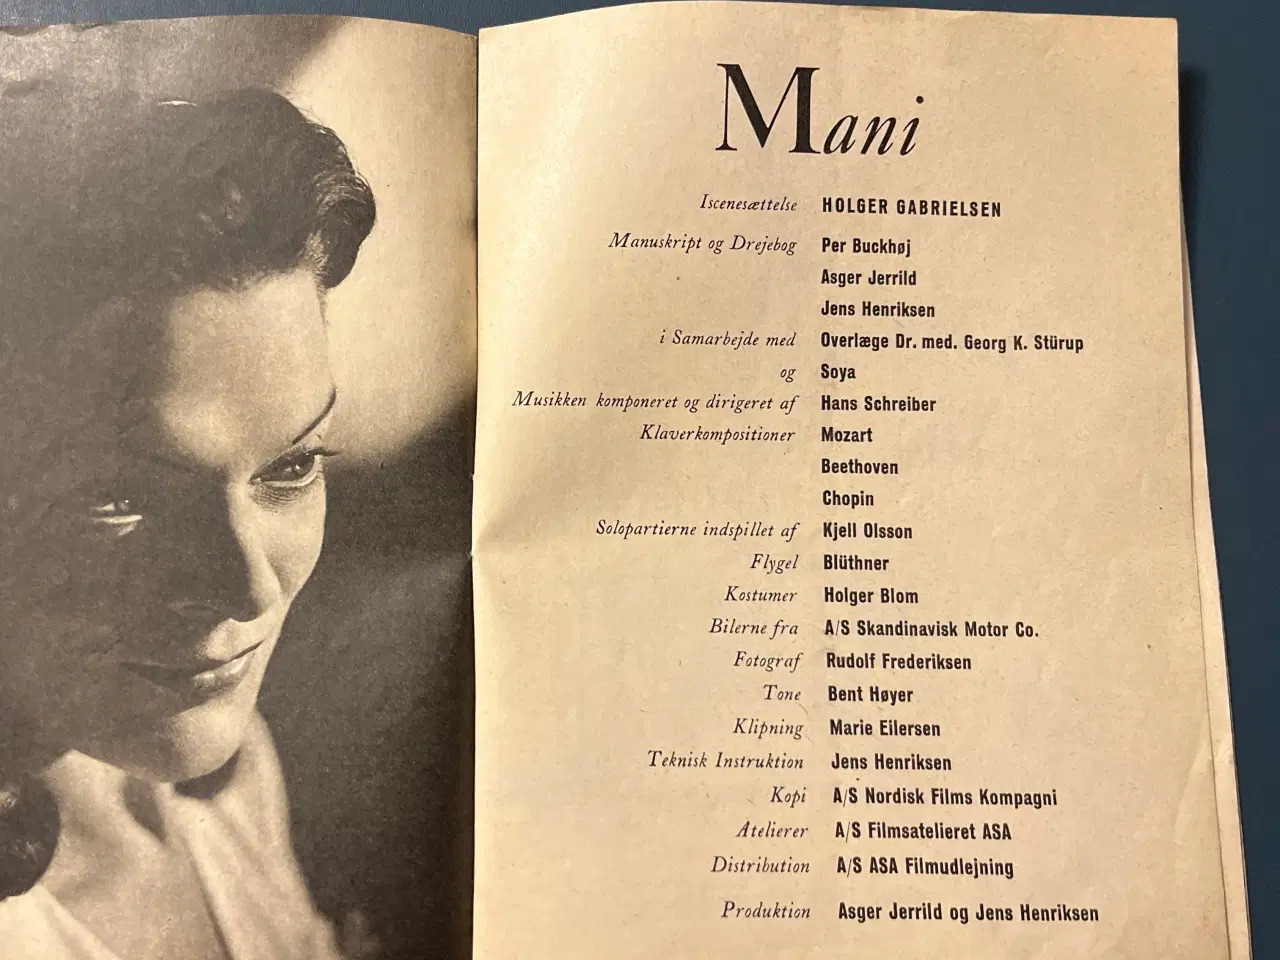 Mani
Iscenesættelse HOLGER GABRIELSEN
Manuskript og Drejebog Per Buckhøj
Asger Jerrild
Jens Henriksen
i Samarbejde med Overlæge Dr. med. Georg K. Stürup
og Soya
Musikken komponeret og dirigeret af Hans Schreiber
Klaverkompositioner Mozart
Beethoven
Chopin
Solopartierne indspillet af Kjell Olsson
Flygel Blüthner
Kostumer Holger Blom
Bilerne fra A/S Skandinavisk Motor Co.
Fotograf Rudolf Frederiksen
Tone Bent Høyer
Klipning Marie Eilersen
Teknisk Instruktion Jens Henriksen
Kopi A/S Nordisk Films Kompagni
Atelierer A/S Filmsatelieret ASA
Distribution A/S ASA Filmudlejning
Produktion Asger Jerrild og Jens Henriksen